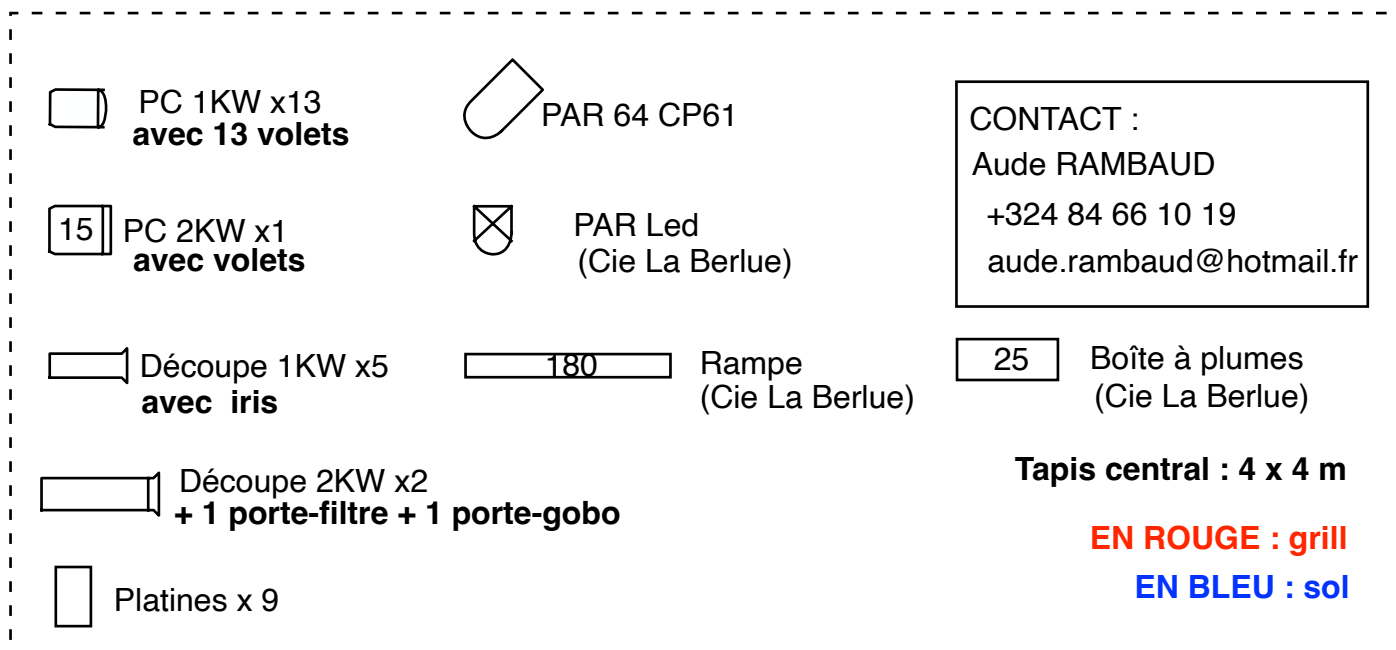 PC 1KW x13
avec 13 volets
PAR 64 CP61
CONTACT :
Aude RAMBAUD
+324 84 66 10 19
aude.rambaud@hotmail.fr
15
PC 2KW x1
avec volets
PAR Led
(Cie La Berlue)
Découpe 1KW x5
avec iris
180
Rampe
(Cie La Berlue)
25
Boîte à plumes
(Cie La Berlue)
Découpe 2KW x2
+ 1 porte-filtre + 1 porte-gobo
Tapis central : 4 x 4 m
EN ROUGE : grill
EN BLEU : sol
Platines x 9